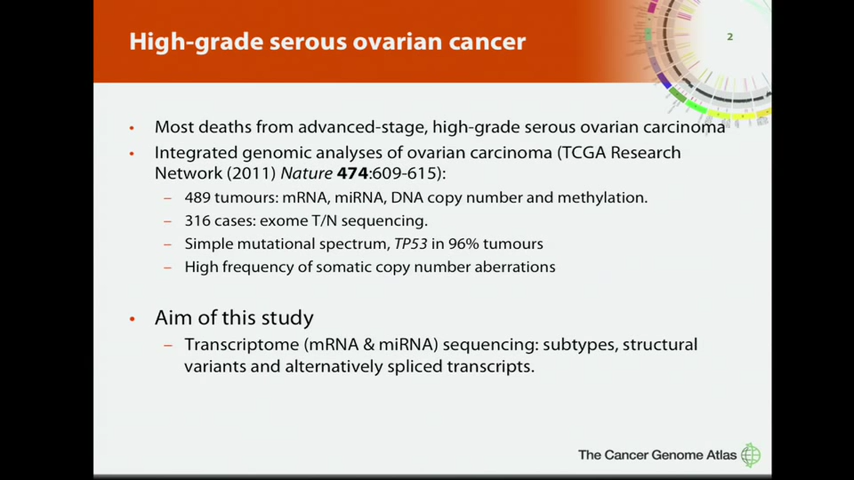 High-grade serous ovarian cancer
2
• Most deaths from advanced-stage, high-grade serous ovarian carcinoma
• Integrated genomic analyses of ovarian carcinoma (TCGA Research
Network (2011) Nature 474:609-615):
– 489 tumours: mRNA, miRNA, DNA copy number and methylation.
– 316 cases: exome T/N sequencing.
– Simple mutational spectrum, TP53 in 96% tumours
– High frequency of somatic copy number aberrations
• Aim of this study
– Transcriptome (mRNA & miRNA) sequencing: subtypes, structural
variants and alternatively spliced transcripts.
The Cancer Genome Atlas